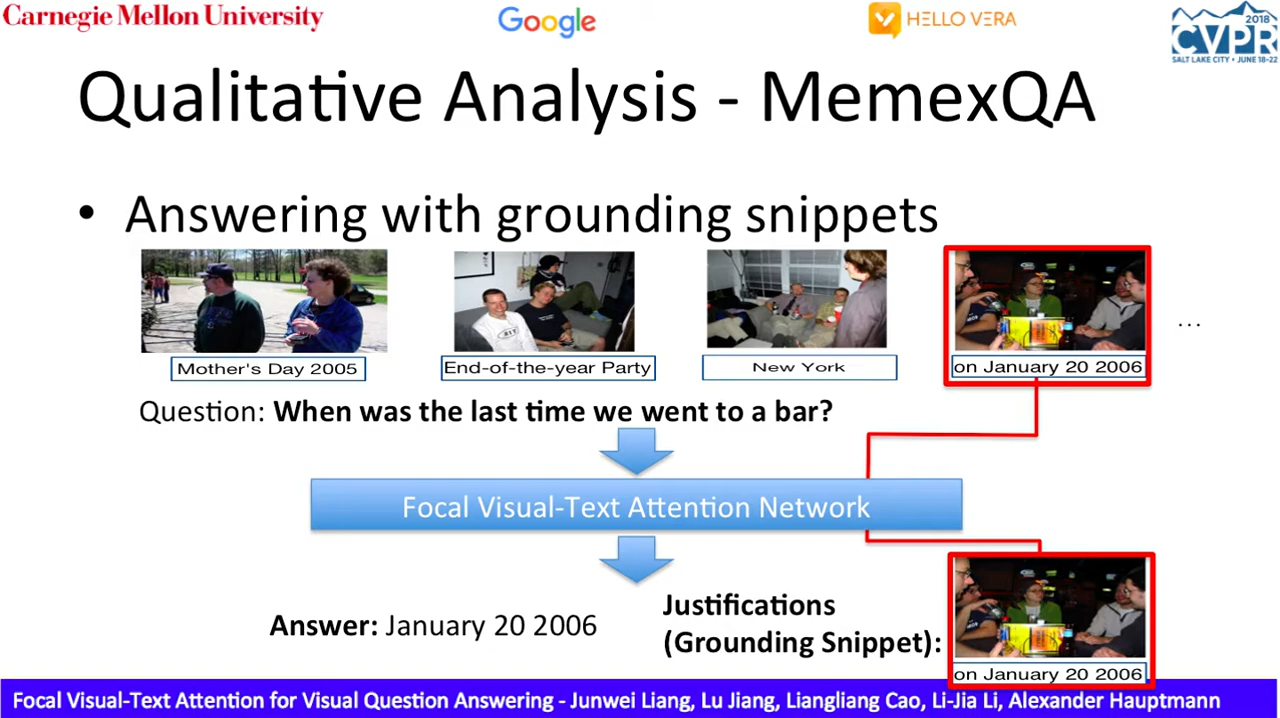 Carnegie Mellon University
Google
HELLO VERA
2018
CVPR
SALT LAKE CITY • JUNE 18-22
Qualitative Analysis - MemexQA
• Answering with grounding snippets
Mother's Day 2005
End-of-the-year Party
New York
on January 20 2006
...
Question: When was the last time we went to a bar?
Focal Visual-Text Attention Network
Answer: January 20 2006
Justifications
(Grounding Snippet):
on January 20 2006
Focal Visual-Text Attention for Visual Question Answering - Junwei Liang, Lu Jiang, Liangliang Cao, Li-Jia Li, Alexander Hauptmann